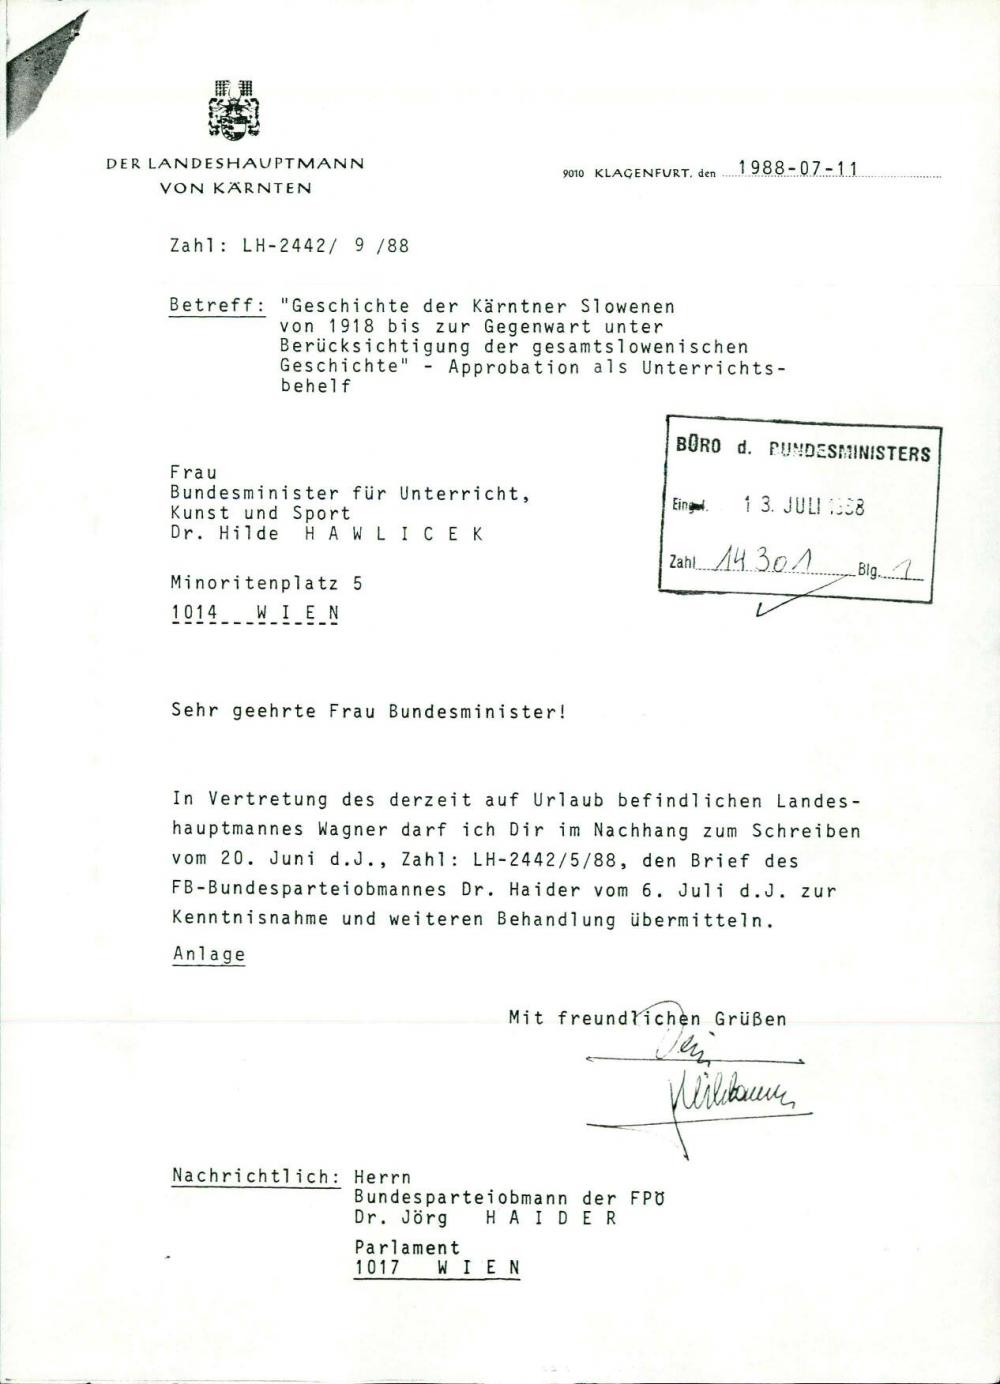 DER LANDESHAUPTMANN
VON KÄRNTEN
9010 KLAGENFURT, den 1988-07-11
Zahl: LH-2442/ 9 /88
Betreff: "Geschichte der Kärntner Slowenen
von 1918 bis zur Gegenwart unter
Berücksichtigung der gesamtslowenischen
Geschichte" - Approbation als Unterrichts-
behelf
BÜRO d. BUNDESMINISTERS
Eingel. 13. JULI 1988
Zahl 14301 Blg. 1
Frau
Bundesminister für Unterricht,
Kunst und Sport
Dr. Hilde H A W L I C E K
Minoritenplatz 5
1014 W I E N
Sehr geehrte Frau Bundesminister!
In Vertretung des derzeit auf Urlaub befindlichen Landes-
hauptmannes Wagner darf ich Dir im Nachhang zum Schreiben
vom 20. Juni d.J., Zahl: LH-2442/5/88, den Brief des
FB-Bundesparteiobmannes Dr. Haider vom 6. Juli d.J. zur
Kenntnisnahme und weiteren Behandlung übermitteln.
Anlage
Mit freundlichen Grüßen
Dein
Nachrichtlich: Herrn
Bundesparteiobmann der FPÖ
Dr. Jörg H A I D E R
Parlament
1017 W I E N